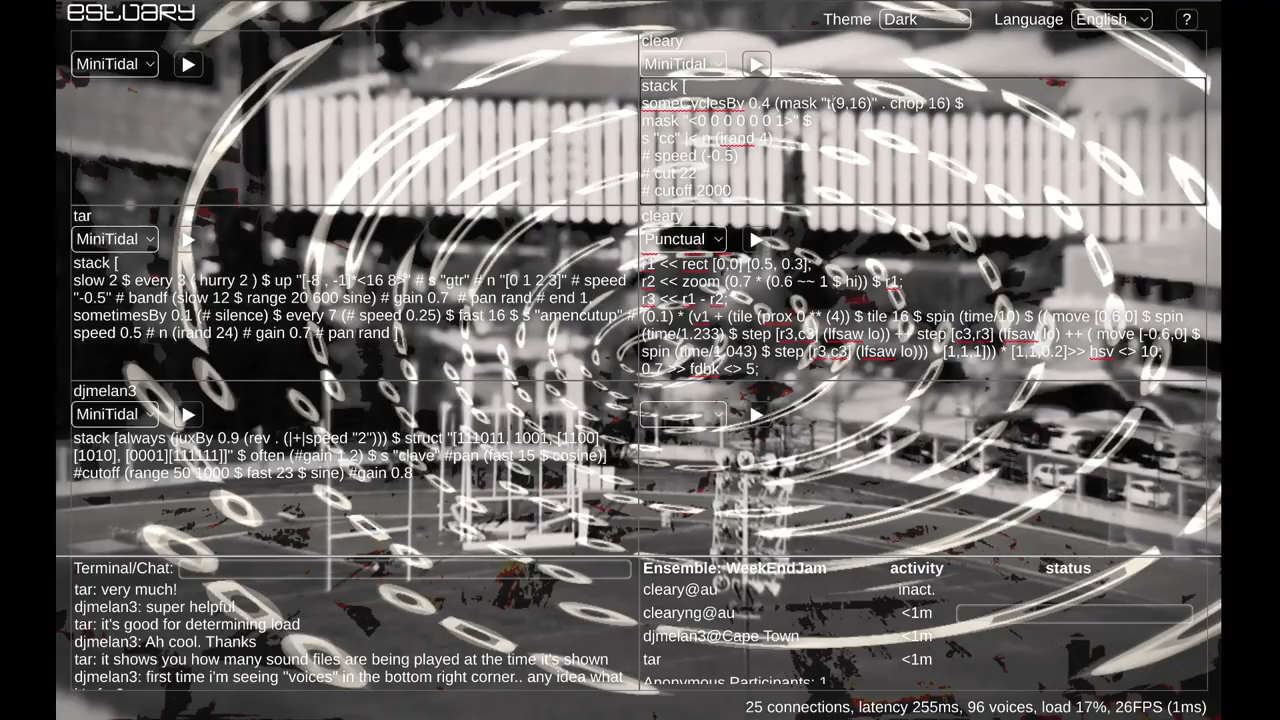 estuary
Theme Dark Language English ?
MiniTidal
cleary
MiniTidal
stack [
someCyclesBy 0.4 (mask "t(9,16)" . chop 16) $
mask "<0 0 0 0 0 0 1>" $
s "cc" |< n (irand 4)
# speed (-0.5)
# cut 22
# cutoff 2000
tar
MiniTidal
stack [
slow 2 $ every 3 ( hurry 2 ) $ up "[-8 , -1]*<16 8>" # s "gtr" # n "[0 1 2 3]" # speed
"-0.5" # bandf (slow 12 $ range 20 600 sine) # gain 0.7 # pan rand # end 1,
sometimesBy 0.1 (# silence) $ every 7 (# speed 0.25) $ fast 16 $ s "amencutup" #
speed 0.5 # n (irand 24) # gain 0.7 # pan rand ]
cleary
Punctual
r1 << rect [0,0] [0.5, 0.3];
r2 << zoom (0.7 * (0.6 ~~ 1 $ hi)) $ r1;
r3 << r1 - r2;
(0.1) * (v1 + (tile (prox 0 ** (4)) $ tile 16 $ spin (time/10) $ (( move [0,6,0] $ spin
(time/1.233) $ step [r3,c3] (lfsaw lo)) ++ step [c3,r3] (lfsaw lo) ++ ( move [-0.6,0] $
spin (time/1.043) $ step [r3,c3] (lfsaw lo))) * [1,1,1])) * [1,1,0.2]>> hsv <> 10;
0.7 >> fdbk <> 5;
djmelan3
MiniTidal
stack [always (juxBy 0.9 (rev . (|+|speed "2"))) $ struct "[111011, 1001, [1100]
[1010], [0001][111111]]" $ often (#gain 1.2) $ s "clave" #pan (fast 15 $ cosine)]
#cutoff (range 50 1000 $ fast 23 $ sine) #gain 0.8
Terminal/Chat:
tar: very much!
djmelan3: super helpful
tar: it's good for determining load
djmelan3: Ah cool. Thanks
tar: it shows you how many sound files are being played at the time it's shown
djmelan3: first time i'm seeing "voices" in the bottom right corner.. any idea what
Ensemble: WeekEndJam activity status
cleary@au inact.
clearyng@au <1m
djmelan3@Cape Town <1m
tar <1m
Anonymous Participants: 1
25 connections, latency 255ms, 96 voices, load 17%, 26FPS (1ms)